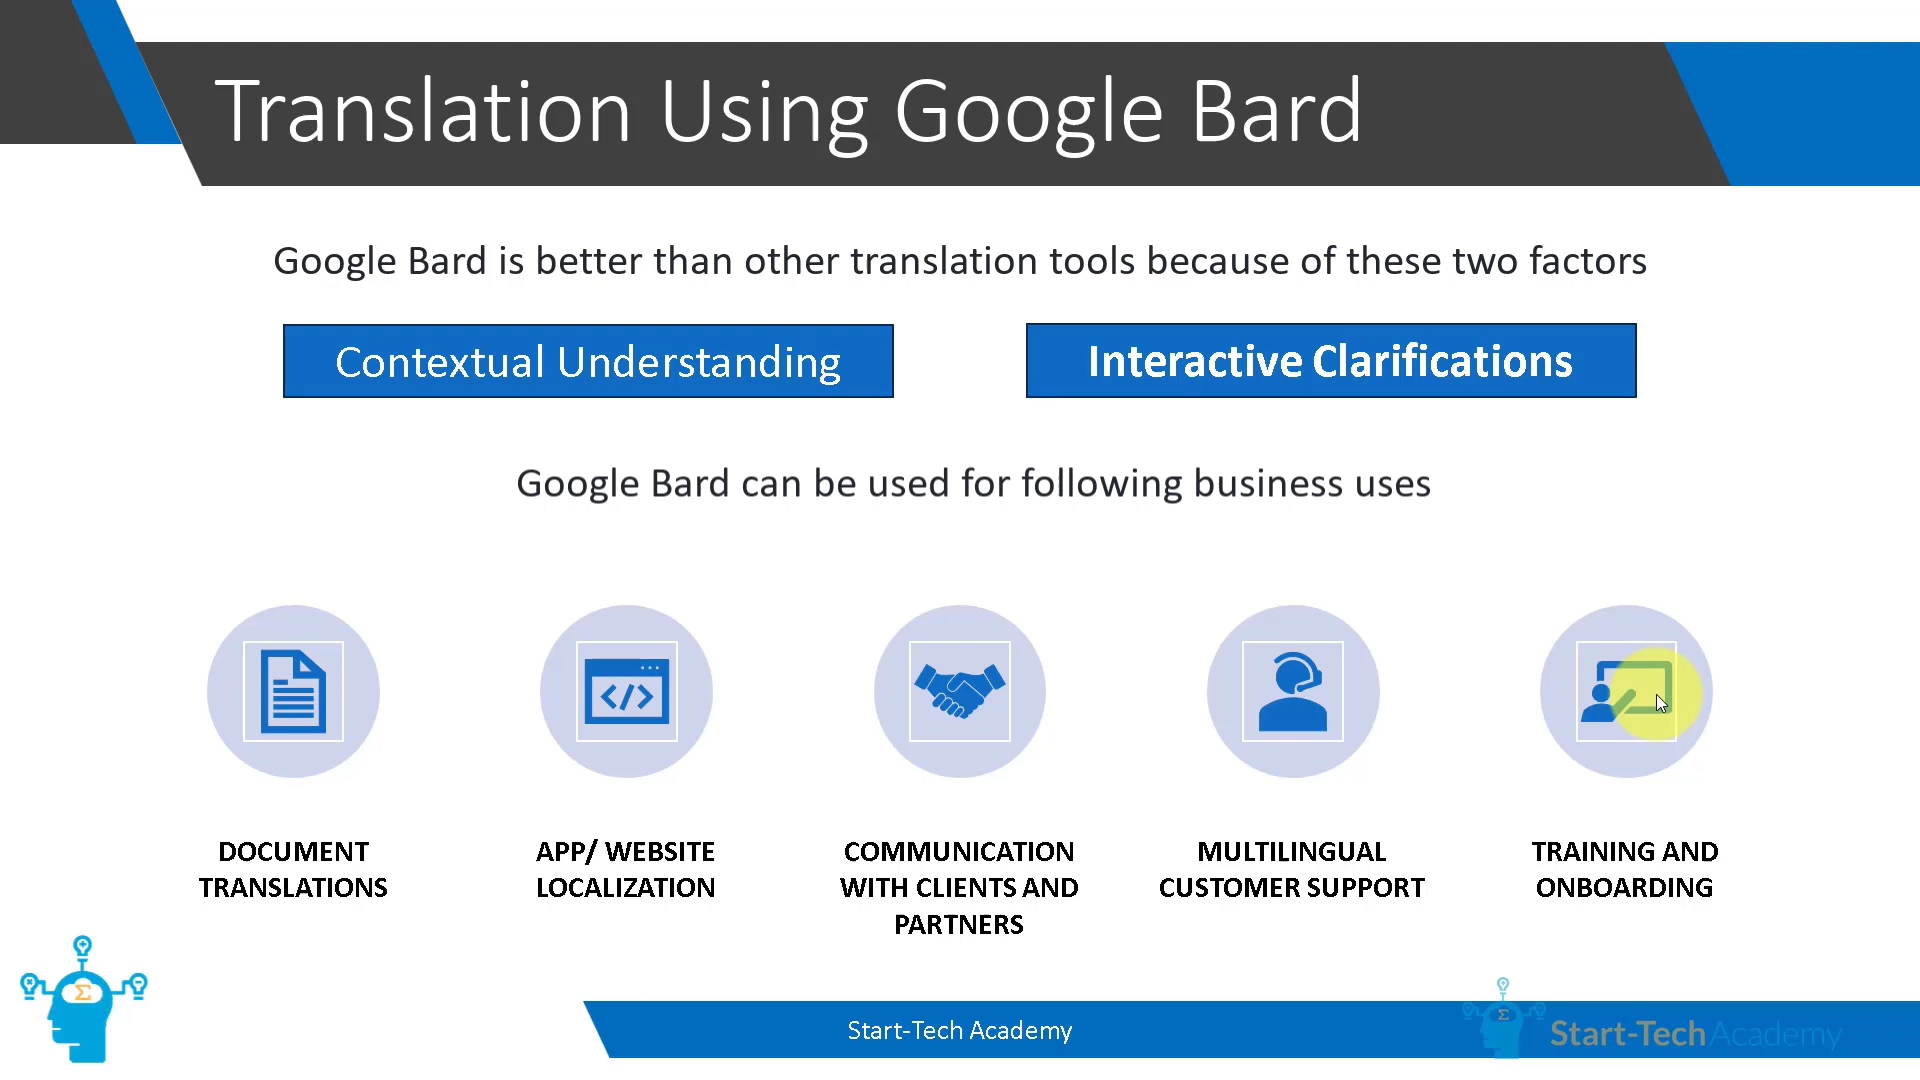 Translation Using Google Bard
Google Bard is better than other translation tools because of these two factors
Contextual Understanding
Interactive Clarifications
Google Bard can be used for following business uses
DOCUMENT
TRANSLATIONS
APP/ WEBSITE
LOCALIZATION
COMMUNICATION
WITH CLIENTS AND
PARTNERS
MULTILINGUAL
CUSTOMER SUPPORT
TRAINING AND
ONBOARDING
Start-Tech Academy
Start-Tech Academy